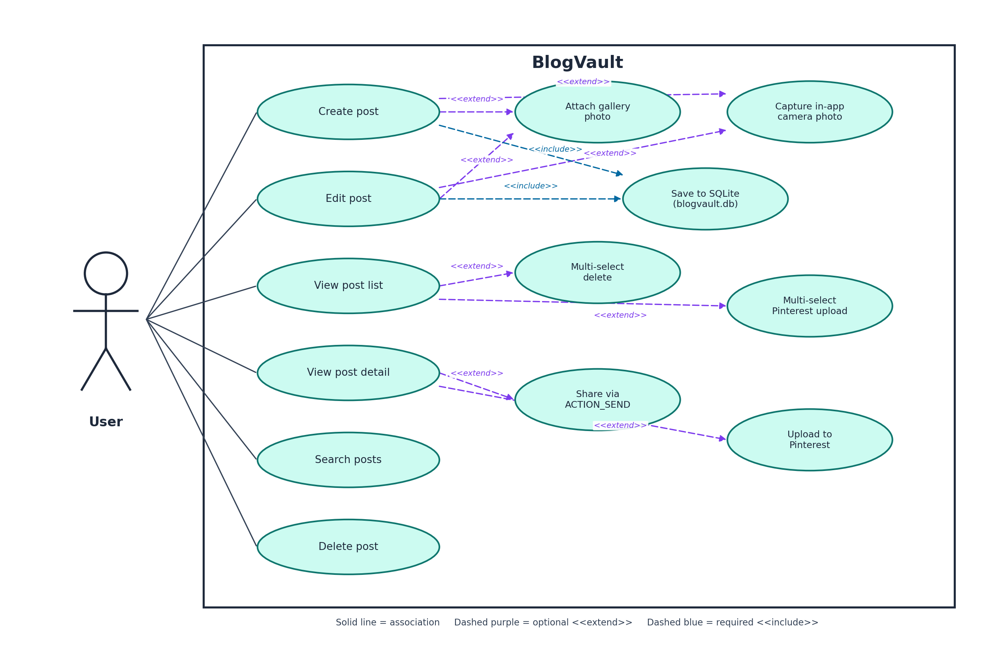 BlogVault
<<extend>>
<<extend>>
Create post
Attach gallery
photo
Capture in-app
camera photo
<<include>>
<<extend>>
<<extend>>
<<include>>
Edit post
Save to SQLite
(blogvault.db)
<<extend>>
View post list
Multi-select
delete
Multi-select
Pinterest upload
<<extend>>
View post detail
<<extend>>
Share via
ACTION_SEND
<<extend>>
User
Upload to
Pinterest
Search posts
Delete post
Solid line = association     Dashed purple = optional <<extend>>     Dashed blue = required <<include>>